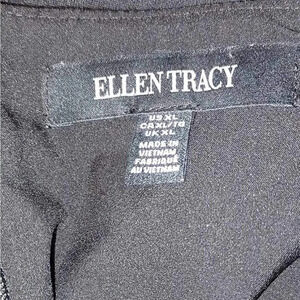 ELLEN TRACY
US XL
CA XL/TG
UK XL
MADE IN
VIETNAM
FABRIQUÉ
AU VIETNAM